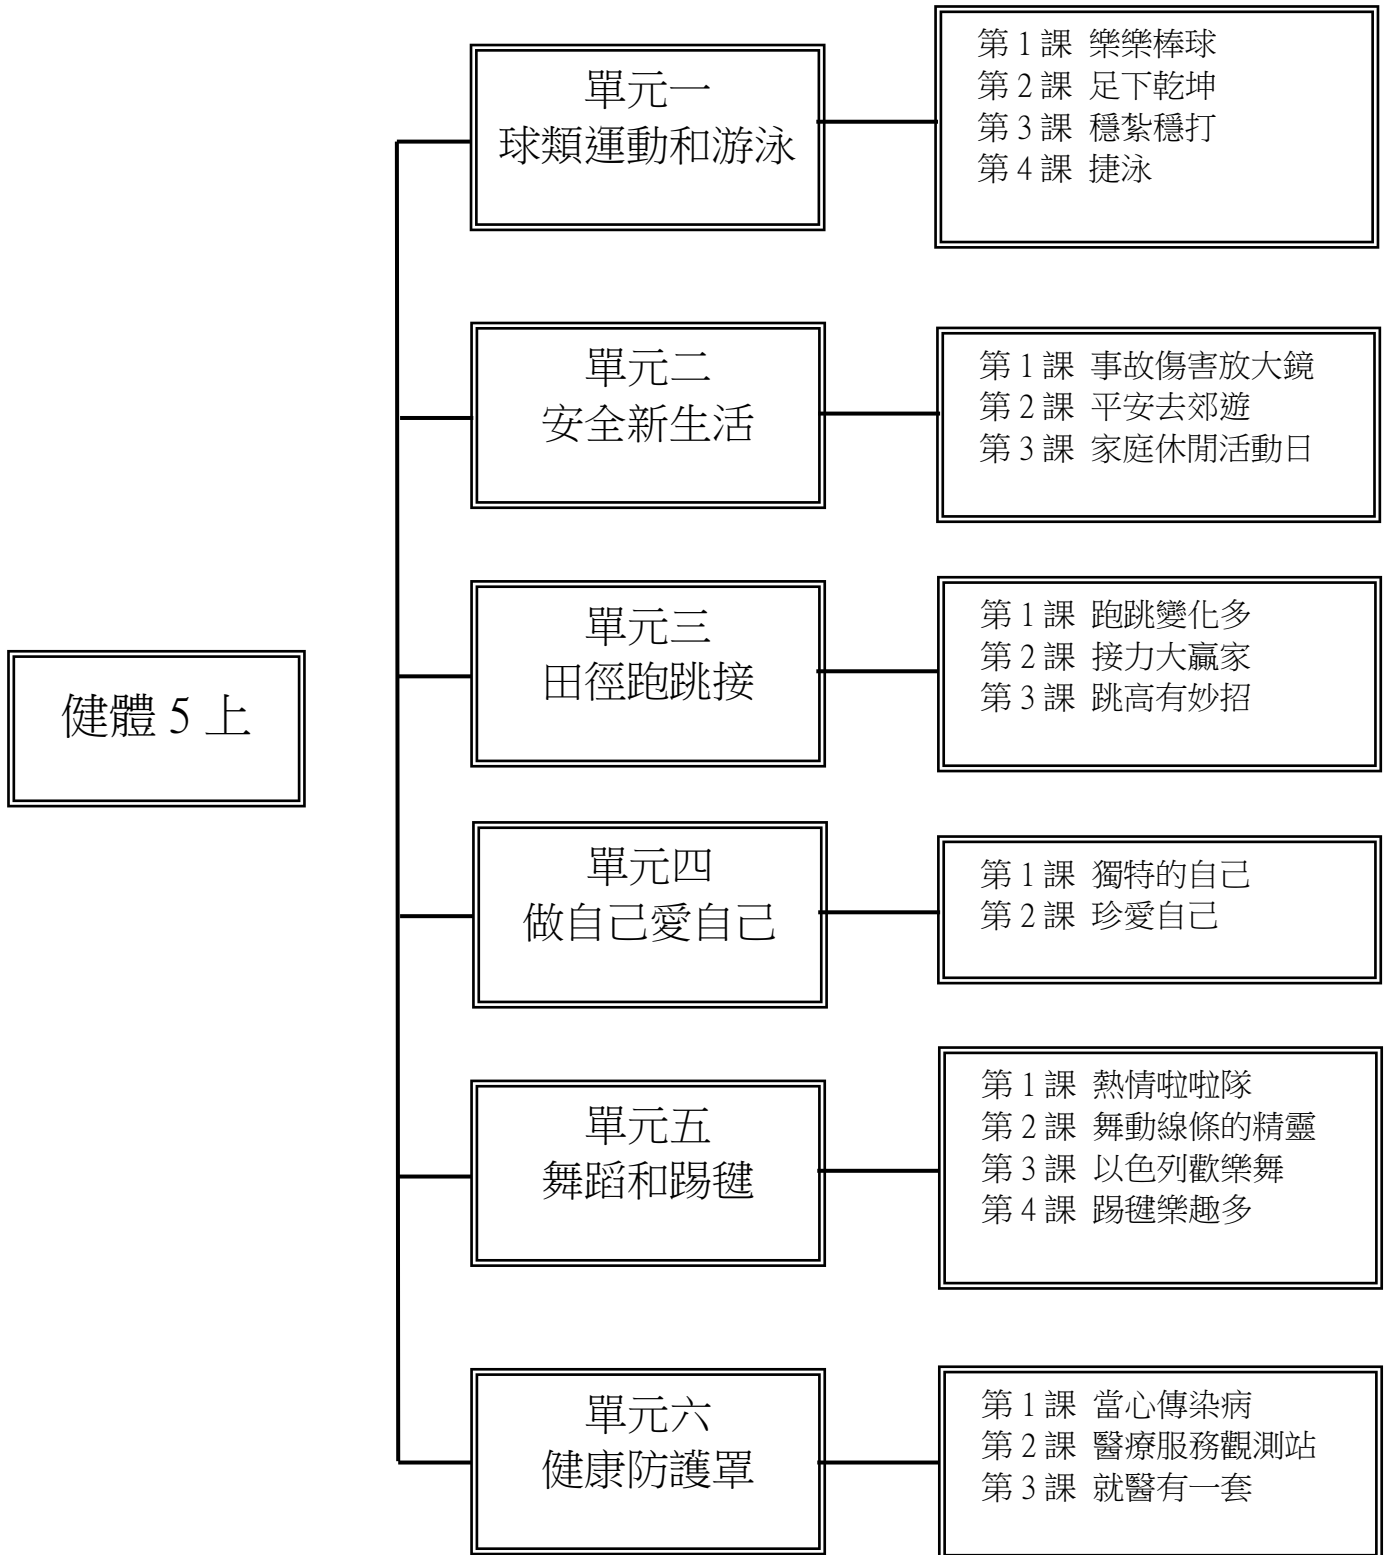 健體 5 上
單元一
球類運動和游泳
第 1 課 樂樂棒球
第 2 課 足下乾坤
第 3 課 穩紮穩打
第 4 課 捷泳
單元二
安全新生活
第 1 課 事故傷害放大鏡
第 2 課 平安去郊遊
第 3 課 家庭休閒活動日
單元三
田徑跑跳接
第 1 課 跑跳變化多
第 2 課 接力大贏家
第 3 課 跳高有妙招
單元四
做自己愛自己
第 1 課 獨特的自己
第 2 課 珍愛自己
單元五
舞蹈和踢毽
第 1 課 熱情啦啦隊
第 2 課 舞動線條的精靈
第 3 課 以色列歡樂舞
第 4 課 踢毽樂趣多
單元六
健康防護罩
第 1 課 當心傳染病
第 2 課 醫療服務觀測站
第 3 課 就醫有一套